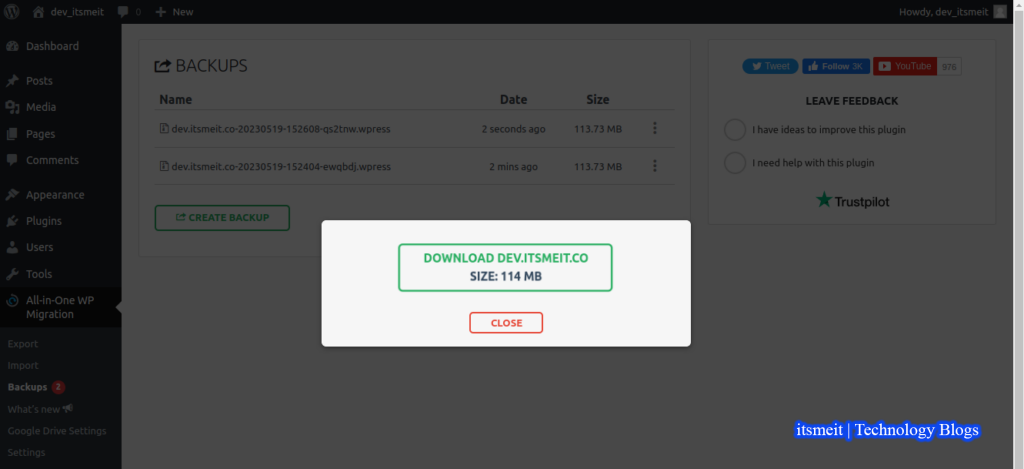 dev_itsmeit
0
New
Howdy, dev_itsmeit
Dashboard
Posts
Media
Pages
Comments
Appearance
Plugins
Users
Tools
All-in-One WP
Migration
Export
Import
Backups 2
What's new
Google Drive Settings
Settings
BACKUPS
Name Date Size
dev.itsmeit.co-20230519-152608-qs2tnw.wpress 2 seconds ago 113.73 MB
dev.itsmeit.co-20230519-152404-ewqbdj.wpress 2 mins ago 113.73 MB
CREATE BACKUP
DOWNLOAD DEV.ITSMEIT.CO
SIZE: 114 MB
CLOSE
Tweet
Follow 3K
YouTube 976
LEAVE FEEDBACK
I have ideas to improve this plugin
I need help with this plugin
Trustpilot
itsmeit | Technology Blogs